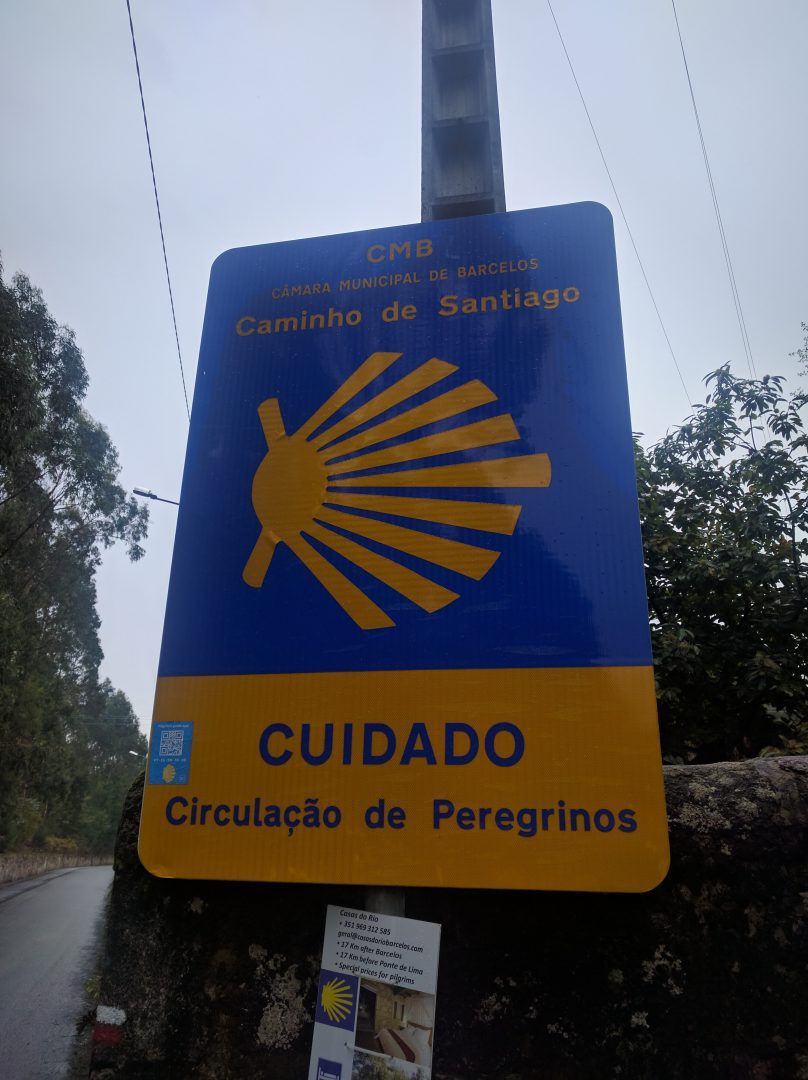 CMB
CÂMARA MUNICIPAL DE BARCELOS
Caminho de Santiago
CUIDADO
Circulação de Peregrinos
Casas do Rio
+ 351 969 312 585
geral@casasdoriobarcelos.com
• 17 Km after Barcelos
• 17 Km before Ponte de Lima
• Special prices for pilgrims